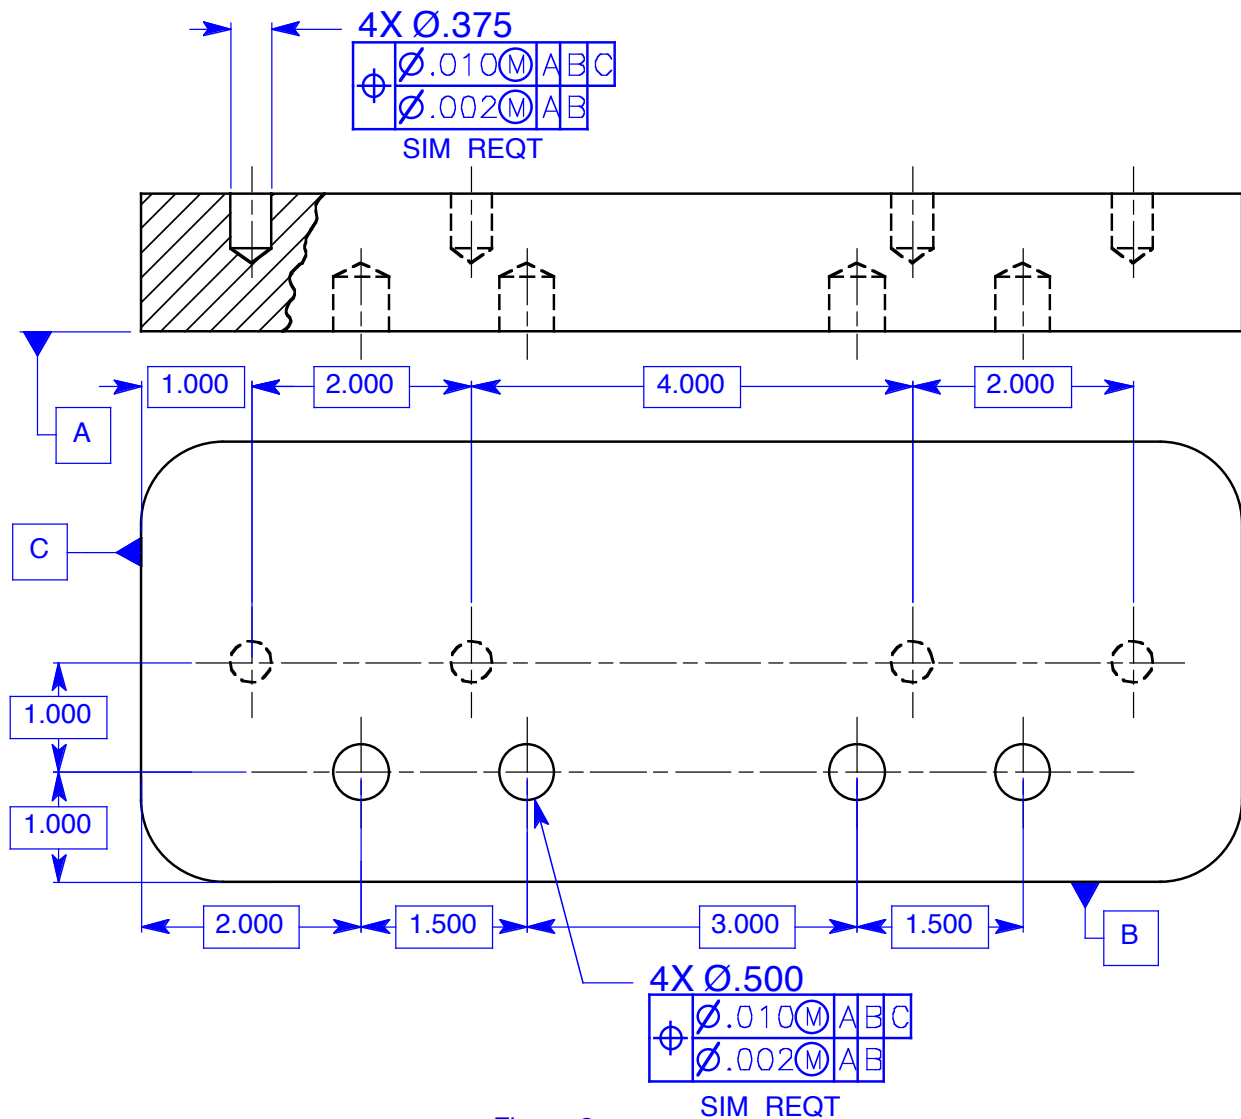 4X Ø.375
⌖ Ø.010Ⓜ A B C
Ø.002Ⓜ A B
SIM REQT
1.000 2.000 4.000 2.000
A
C
1.000
1.000
2.000 1.500 3.000 1.500
B
4X Ø.500
⌖ Ø.010Ⓜ A B C
Ø.002Ⓜ A B
SIM REQT